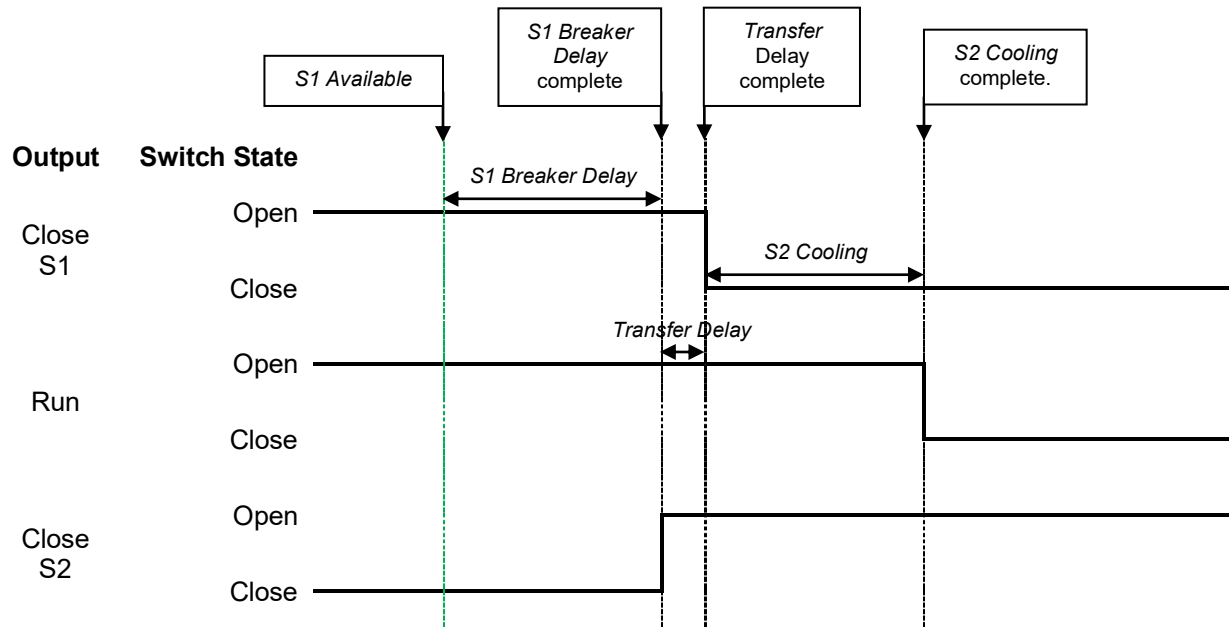 S1 Available
S1 Breaker
Delay
complete
Transfer
Delay
complete
S2 Cooling
complete.
Output
Switch State
S1 Breaker Delay
Close
S1
Open
Close
S2 Cooling
Transfer Delay
Run
Open
Close
Close
S2
Open
Close